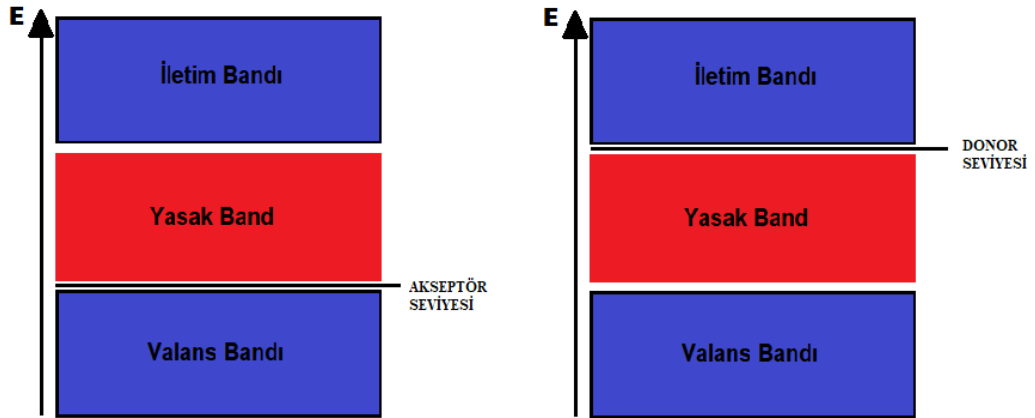 E
İletim Bandı
Yasak Band
AKSEPTÖR
SEVİYESİ
Valans Bandı
E
İletim Bandı
DONOR
SEVİYESİ
Yasak Band
Valans Bandı